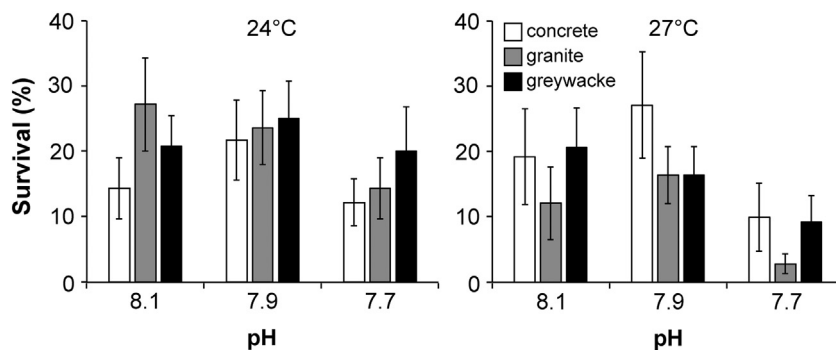 24°C
40
30
20
10
0
Survival (%)
8.1 7.9 7.7
pH
27°C
concrete
granite
greywacke
40
30
20
10
0
8.1 7.9 7.7
pH